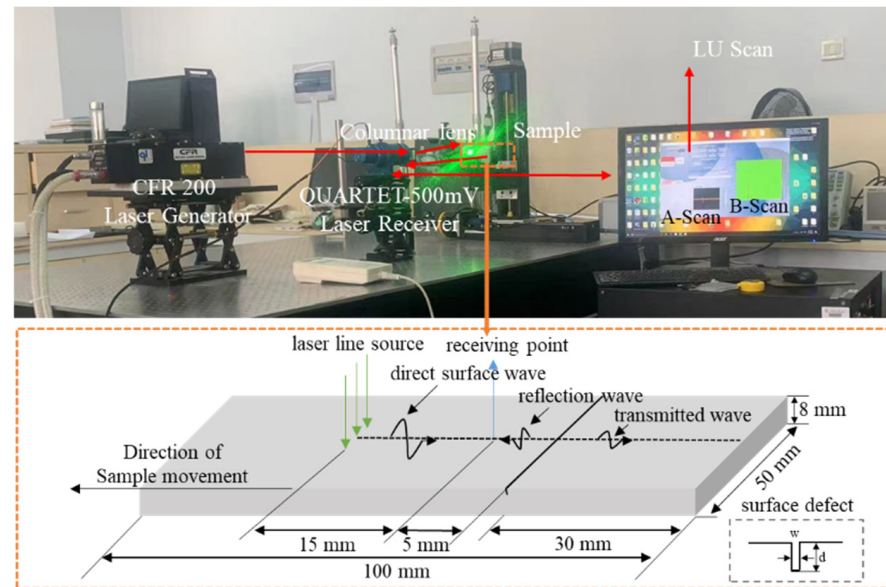 LU Scan
Columnar lens
Sample
CFR
CFR 200
Laser Generator
QUARTET-500mV
Laser Receiver
A-Scan
B-Scan
acer
laser line source
receiving point
direct surface wave
reflection wave
transmitted wave
8 mm
Direction of
Sample movement
50 mm
surface defect
w
d
15 mm
5 mm
30 mm
100 mm